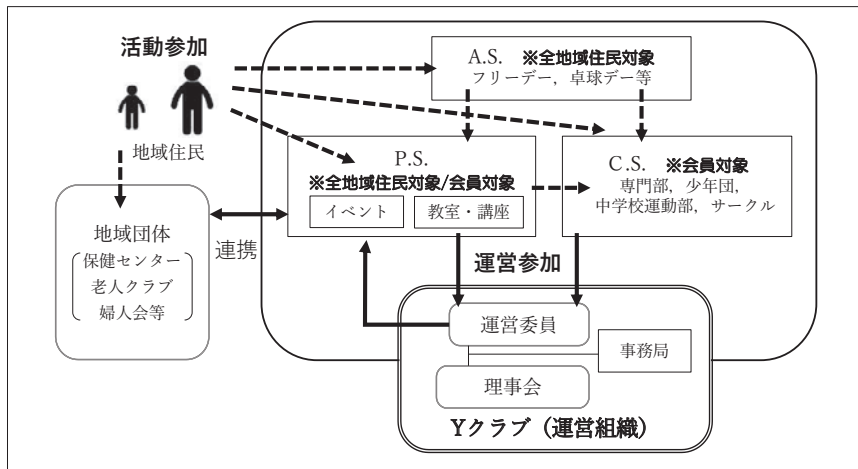 活動参加
地域住民
A.S. ※全地域住民対象
フリーデー，卓球デー等
P.S.
※全地域住民対象/会員対象
イベント
教室・講座
C.S. ※会員対象
専門部，少年団，
中学校運動部，サークル
地域団体
保健センター
老人クラブ
婦人会等
連携
運営参加
運営委員
事務局
理事会
Yクラブ（運営組織）